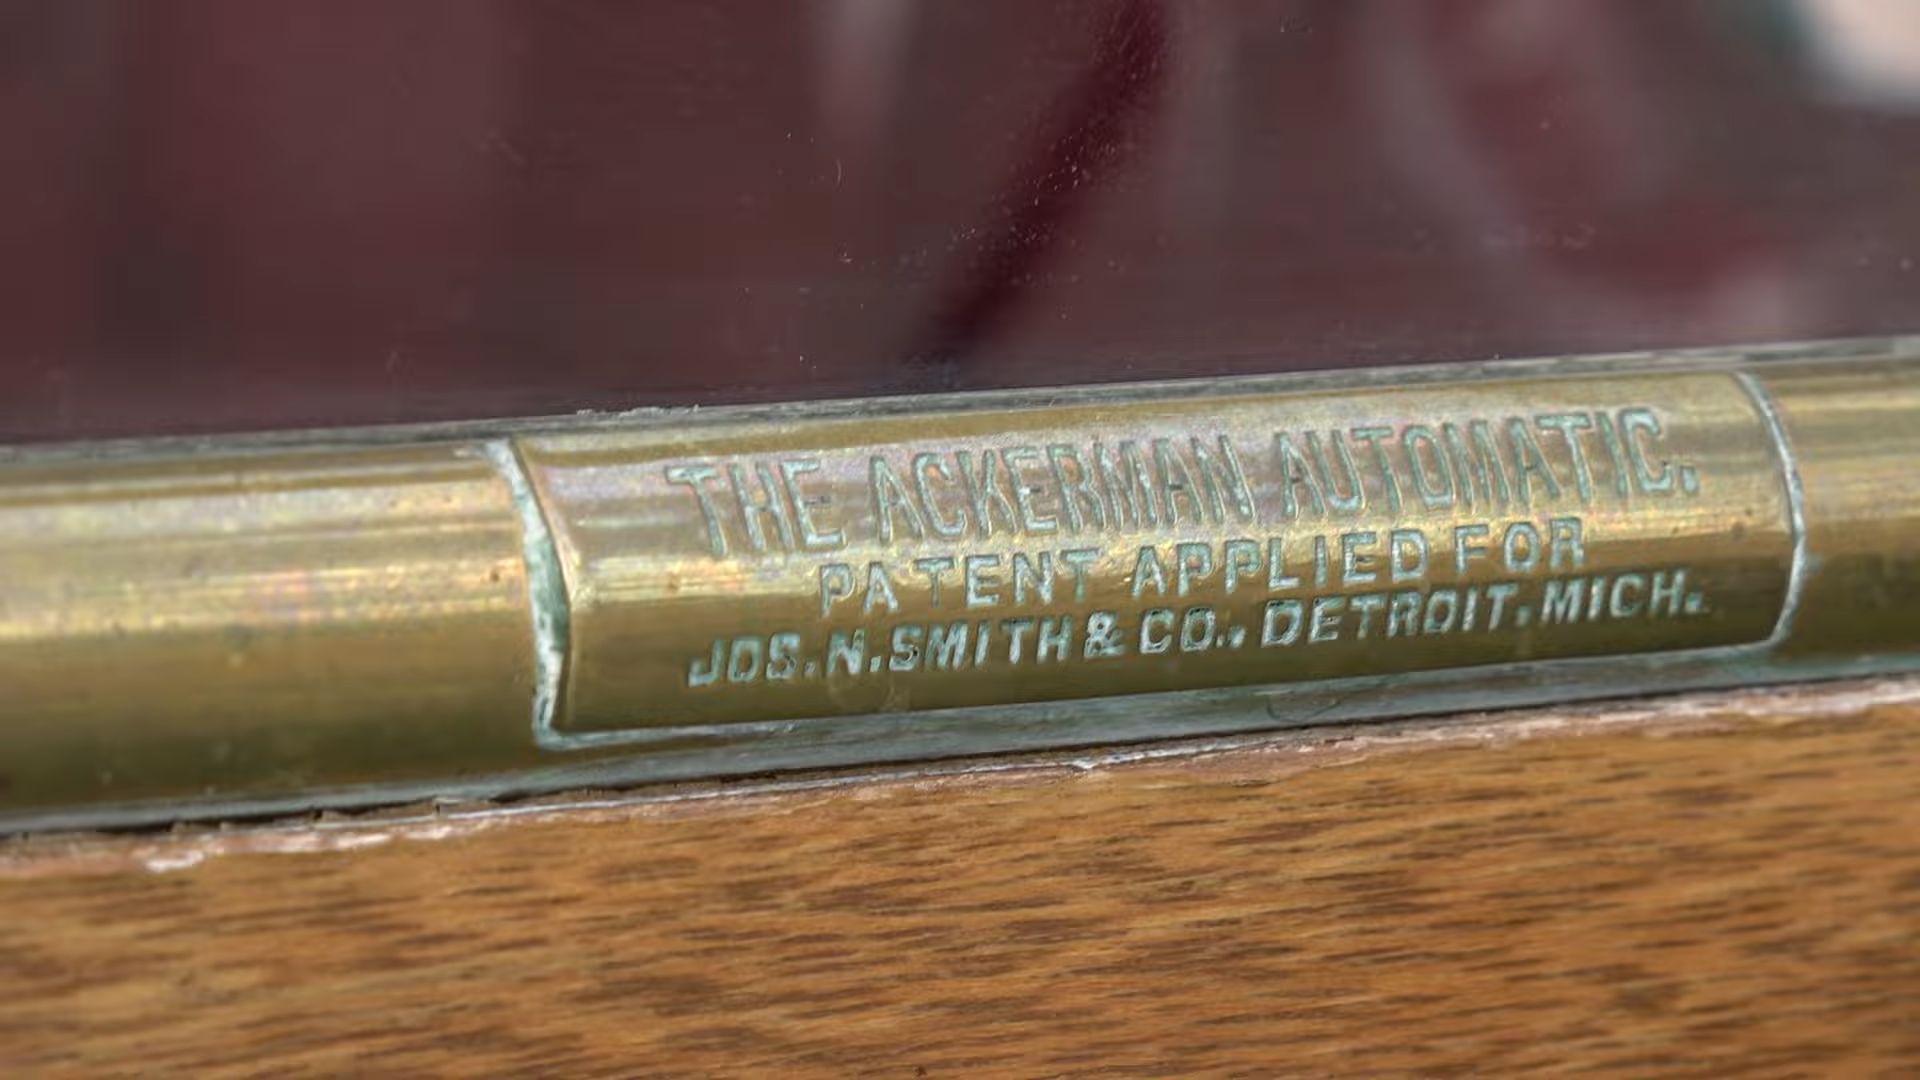 THE ACKERMAN AUTOMATIC.
PATENT APPLIED FOR
JOS. N. SMITH & CO., DETROIT, MICH.